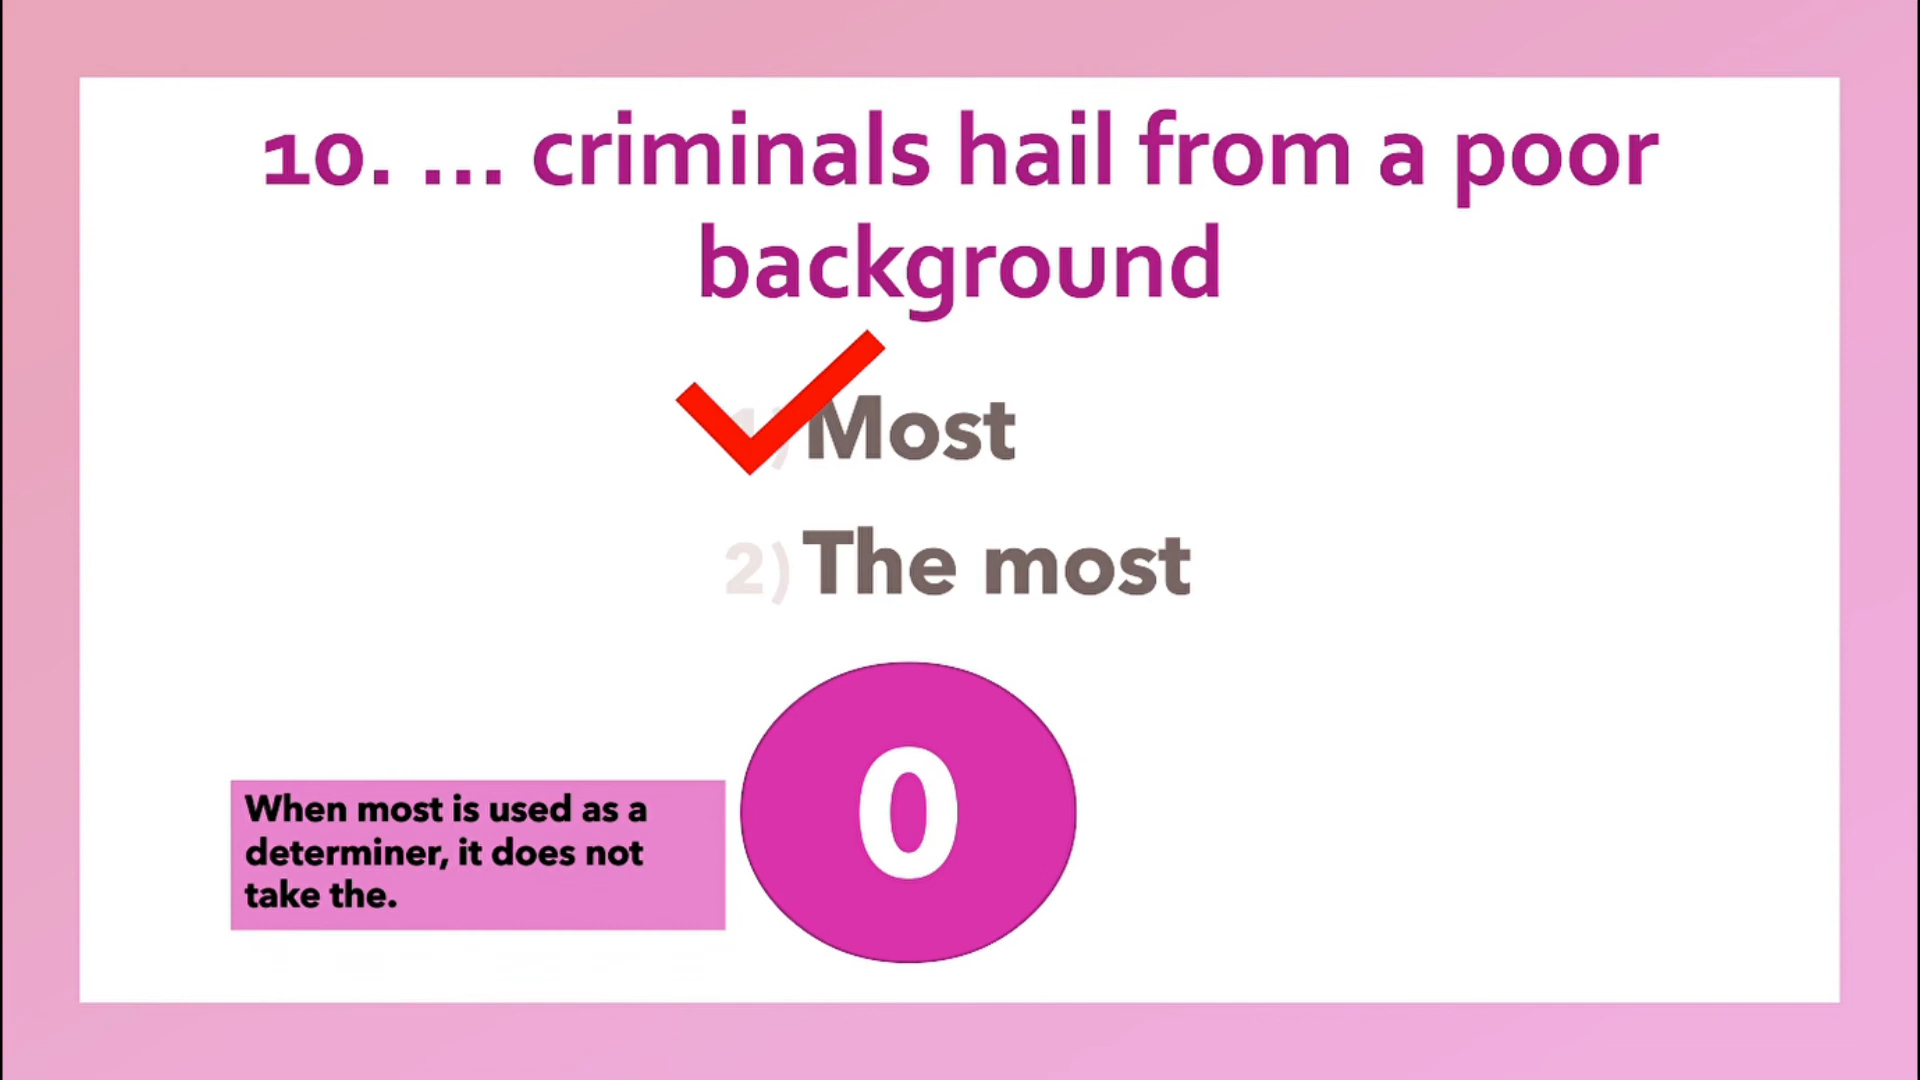 10. ... criminals hail from a poor
background
1) Most
2) The most
0
When most is used as a
determiner, it does not
take the.